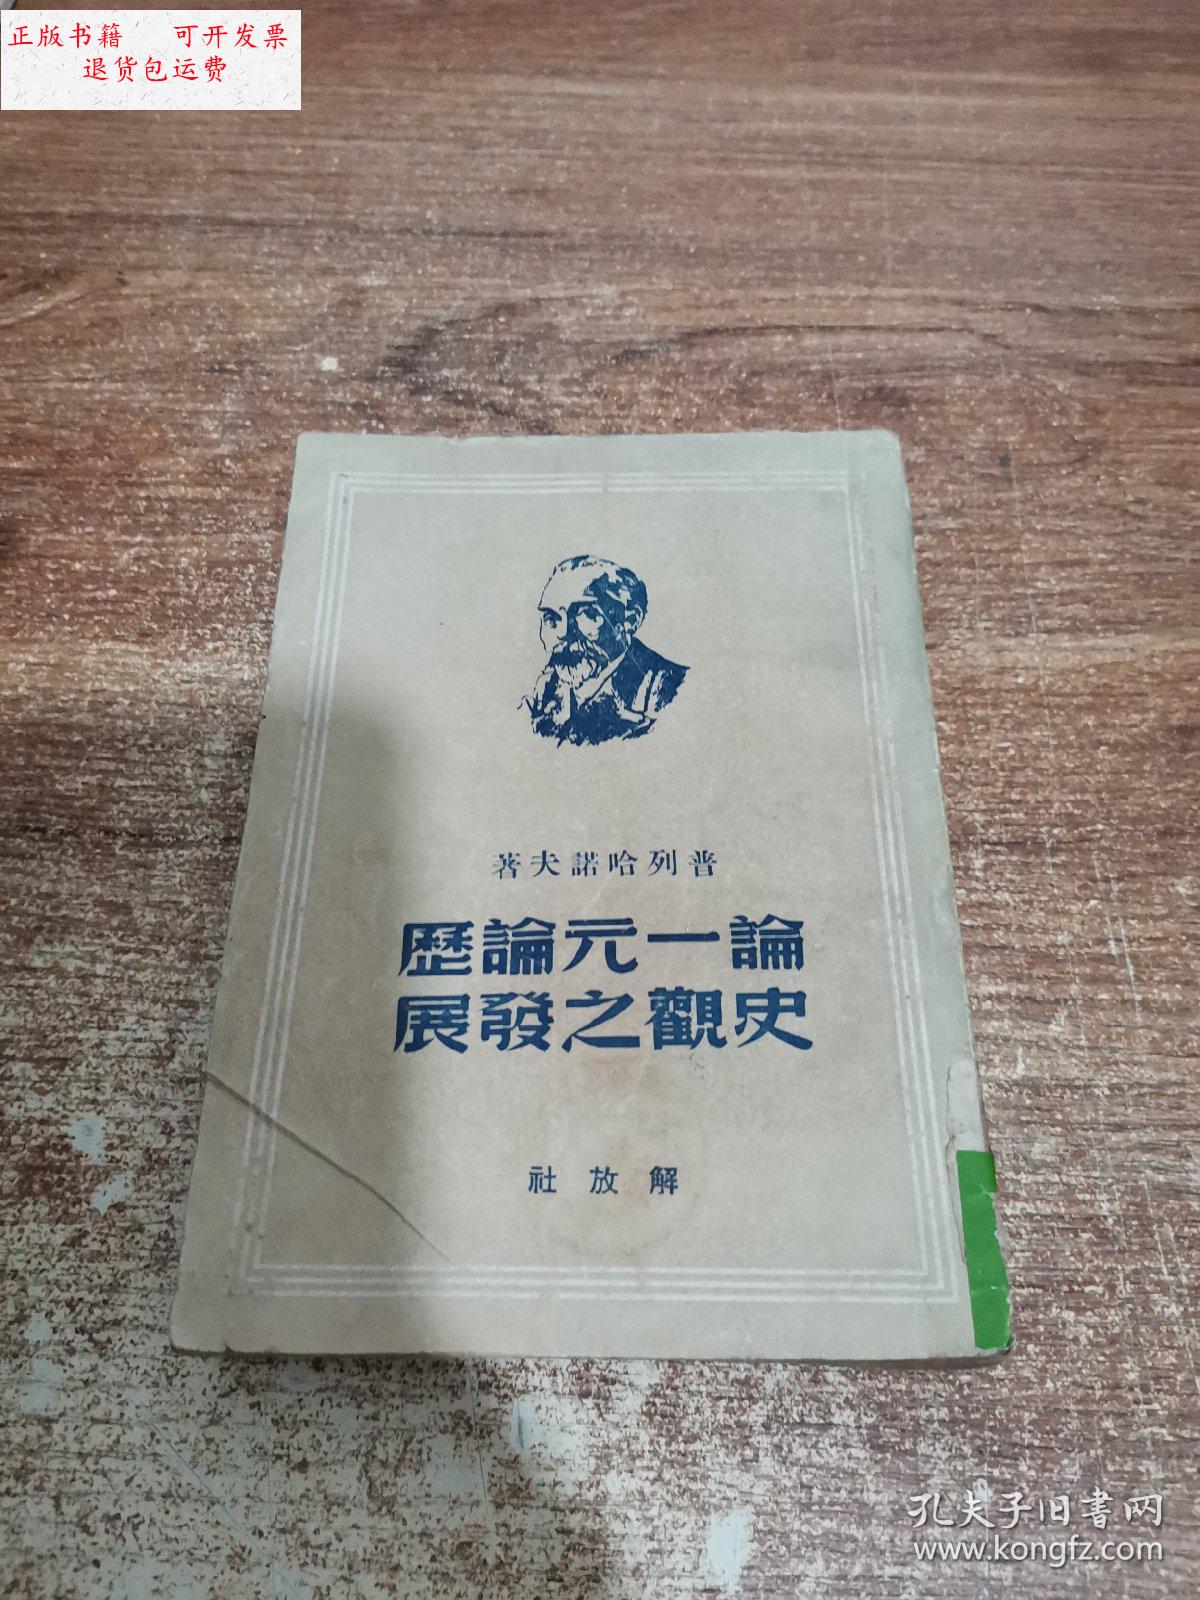 正版书籍 可开发票
退货包运费
普列哈諾夫著
論一元論歷
史觀之發展
解放社
孔夫子旧书网
www.kongfz.com